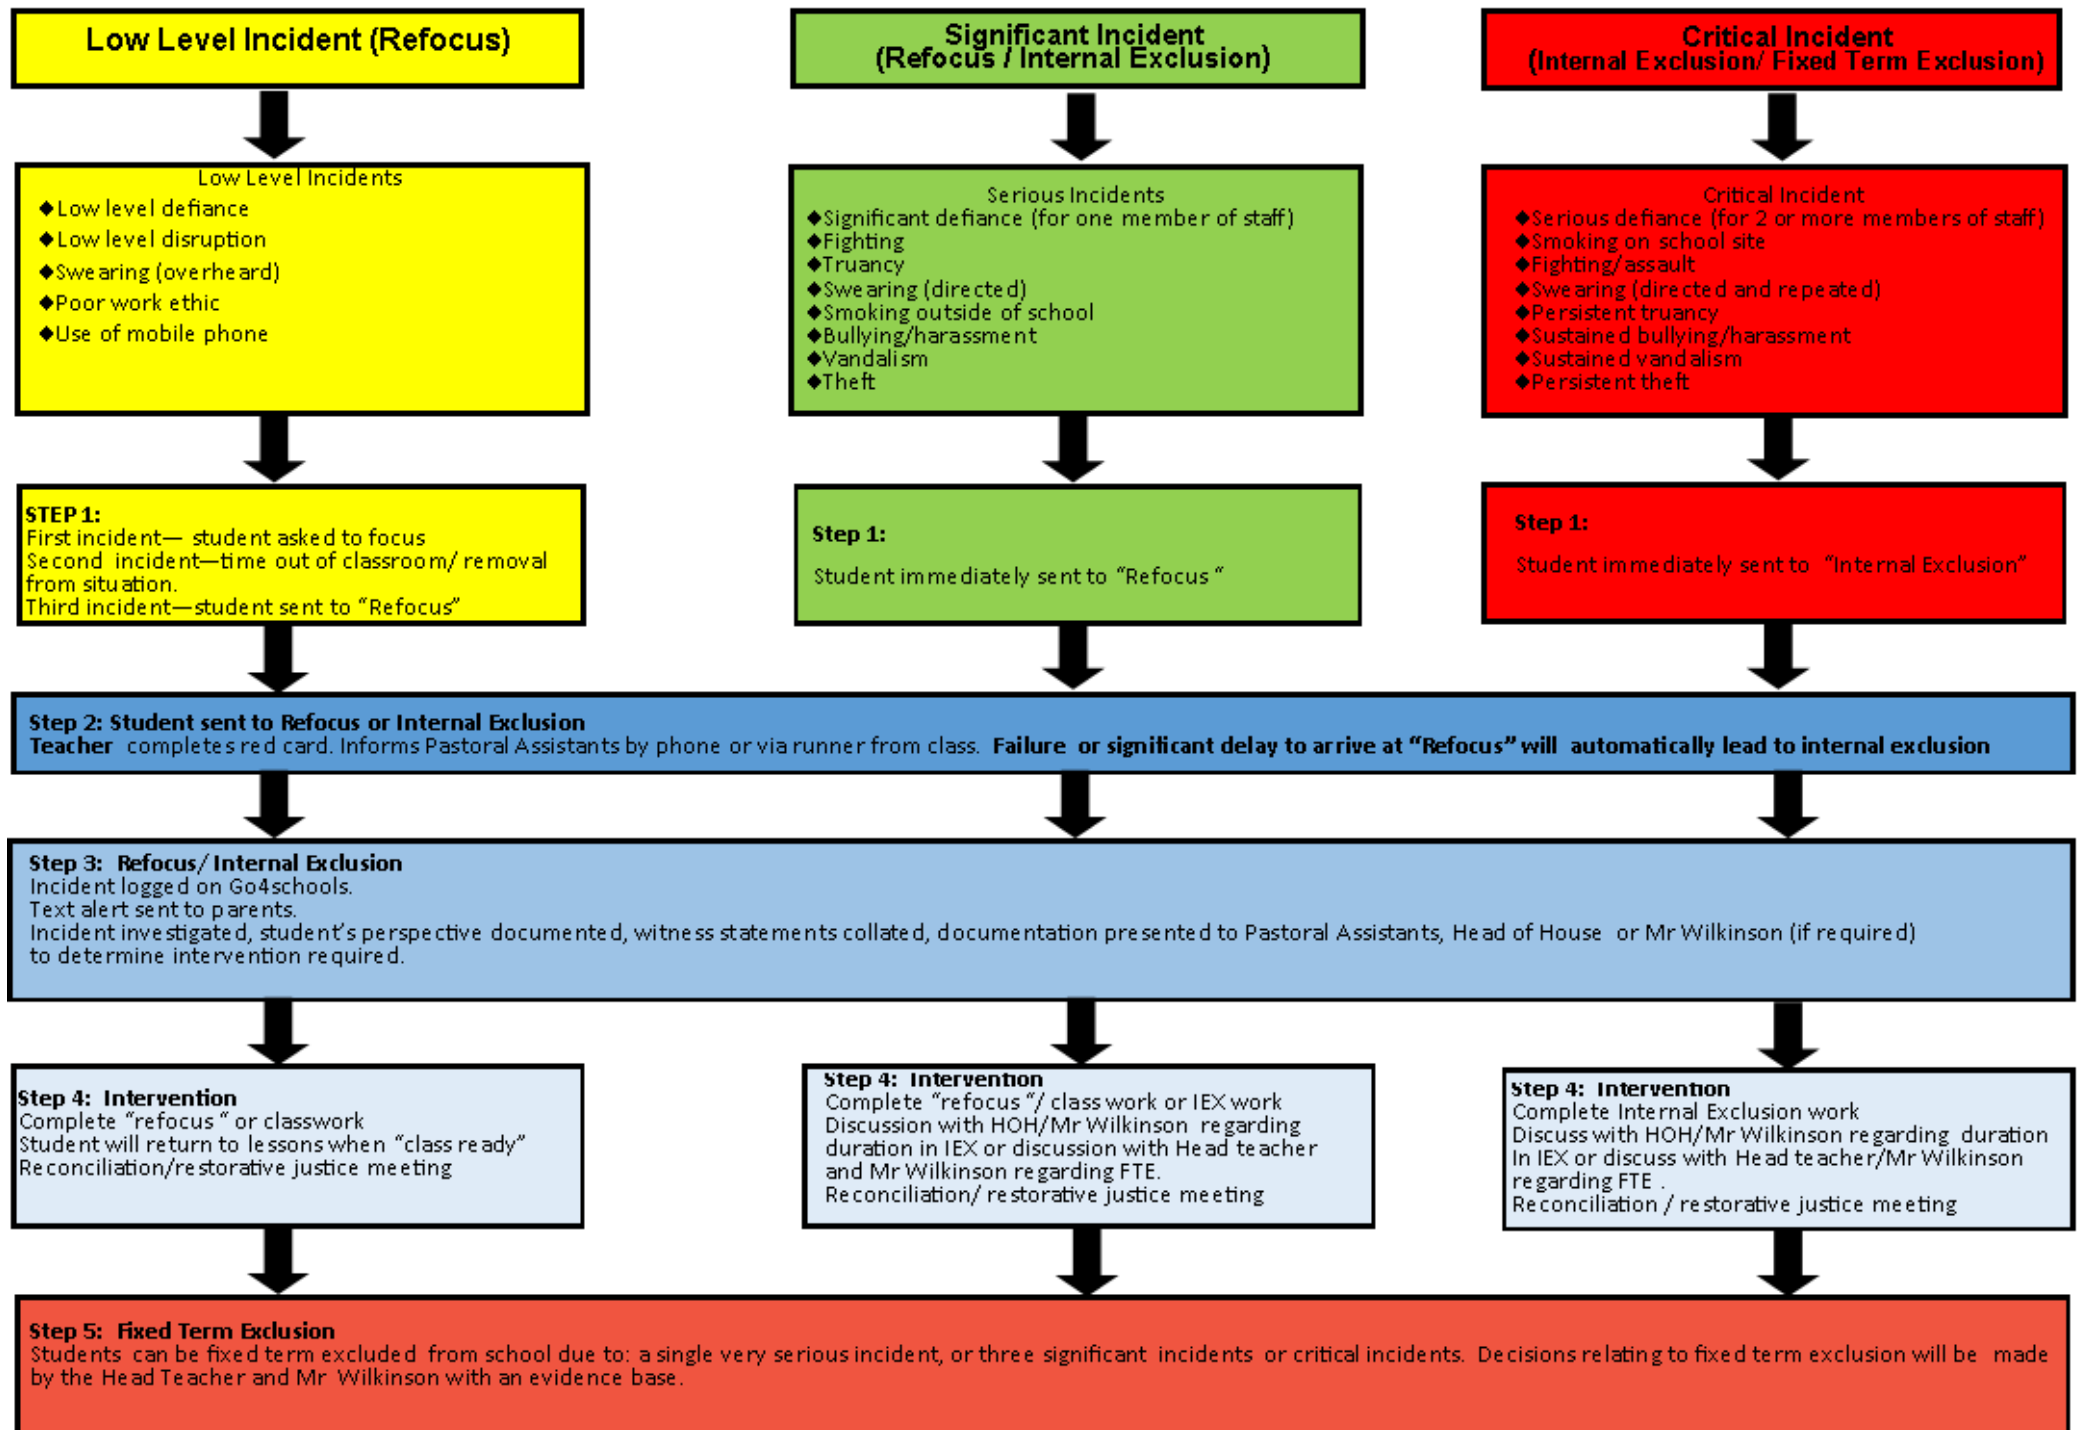 Low Level Incident (Refocus)
Significant Incident
(Refocus / Internal Exclusion)
Critical Incident
(Internal Exclusion/ Fixed Term Exclusion)
Low Level Incidents
◆Low level defiance
◆Low level disruption
◆Swearing (overheard)
◆Poor work ethic
◆Use of mobile phone
Serious Incidents
◆Significant defiance (for one member of staff)
◆Fighting
◆Truancy
◆Swearing (directed)
◆Smoking outside of school
◆Bullying/harassment
◆Vandalism
◆Theft
Critical Incident
◆Serious defiance (for 2 or more members of staff)
◆Smoking on school site
◆Fighting/assault
◆Swearing (directed and repeated)
◆Persistent truancy
◆Sustained bullying/harassment
◆Sustained vandalism
◆Persistent theft
STEP 1:
First incident— student asked to focus
Second incident—time out of classroom/ removal
from situation.
Third incident—student sent to “Refocus”
Step 1:
Student immediately sent to “Refocus “
Step 1:
Student immediately sent to “Internal Exclusion”
Step 2: Student sent to Refocus or Internal Exclusion
Teacher completes red card. Informs Pastoral Assistants by phone or via runner from class. Failure or significant delay to arrive at “Refocus” will automatically lead to internal exclusion
Step 3: Refocus/ Internal Exclusion
Incident logged on Go4schools.
Text alert sent to parents.
Incident investigated, student’s perspective documented, witness statements collated, documentation presented to Pastoral Assistants, Head of House or Mr Wilkinson (if required)
to determine intervention required.
Step 4: Intervention
Complete “refocus “ or classwork
Student will return to lessons when “class ready”
Reconciliation/restorative justice meeting
Step 4: Intervention
Complete “refocus “/ class work or IEX work
Discussion with HOH/Mr Wilkinson regarding
duration in IEX or discussion with Head teacher
and Mr Wilkinson regarding FTE.
Reconciliation/ restorative justice meeting
Step 4: Intervention
Complete Internal Exclusion work
Discuss with HOH/Mr Wilkinson regarding duration
In IEX or discuss with Head teacher/Mr Wilkinson
regarding FTE .
Reconciliation / restorative justice meeting
Step 5: Fixed Term Exclusion
Students can be fixed term excluded from school due to: a single very serious incident, or three significant incidents or critical incidents. Decisions relating to fixed term exclusion will be made
by the Head Teacher and Mr Wilkinson with an evidence base.